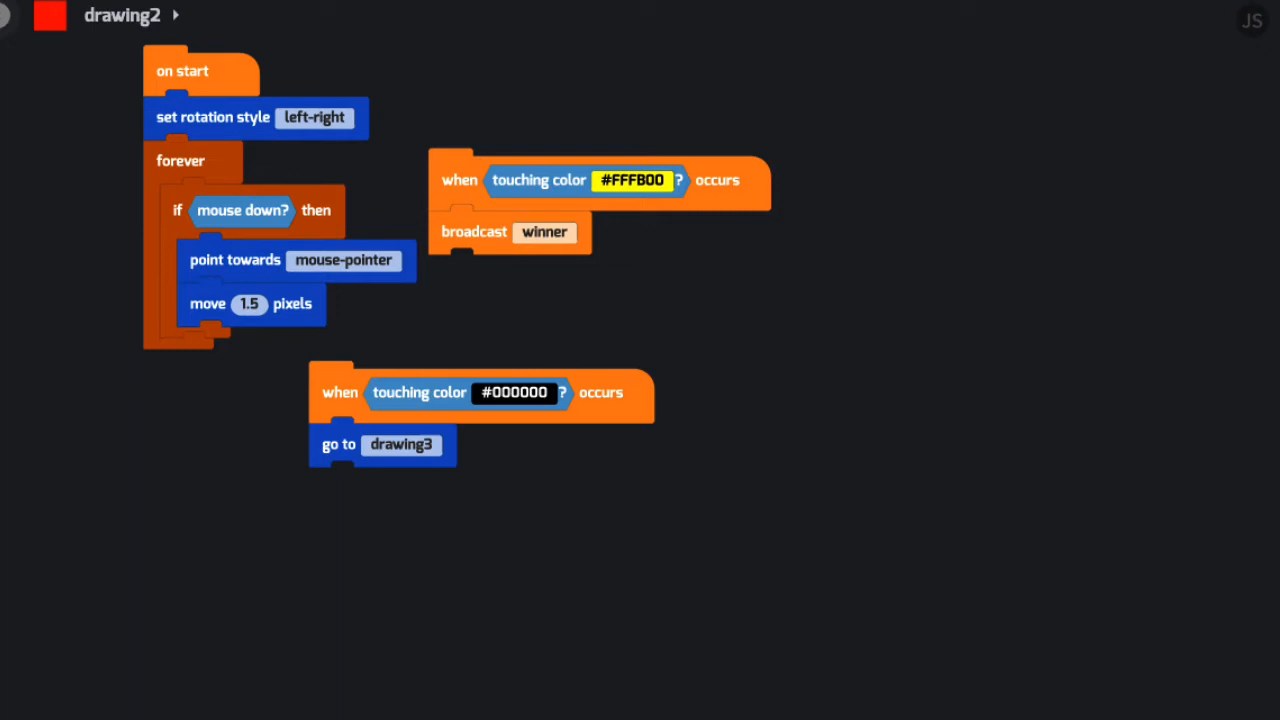 drawing2
JS
on start
set rotation style left-right
forever
if mouse down? then
point towards mouse-pointer
move 1.5 pixels
when touching color #FFFB00 ? occurs
broadcast winner
when touching color #000000 ? occurs
go to drawing3